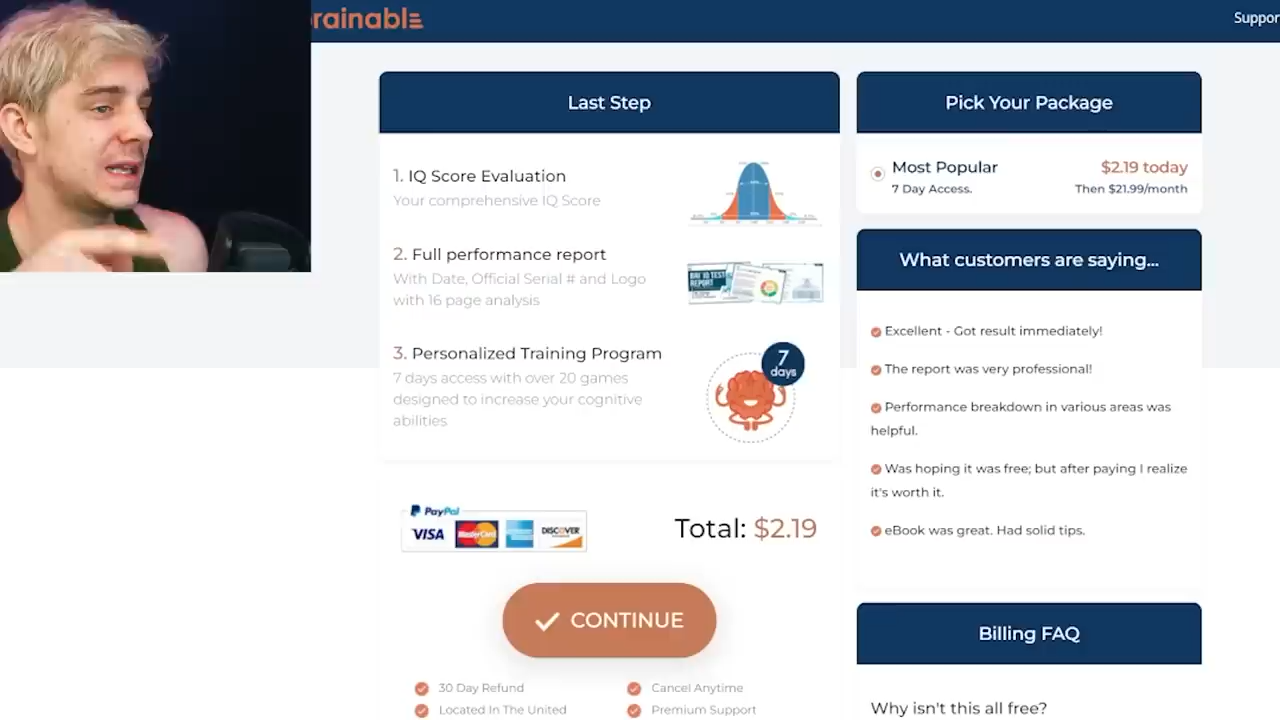 brainable
Suppor
Last Step
1. IQ Score Evaluation
Your comprehensive IQ Score
2. Full performance report
With Date, Official Serial # and Logo
with 16 page analysis
3. Personalized Training Program
7 days access with over 20 games
designed to increase your cognitive
abilities.
7
days
PayPal
VISA MasterCard DISCOVER
Total: $2.19
CONTINUE
30 Day Refund
Cancel Anytime
Located In The United
Premium Support
Pick Your Package
Most Popular $2.19 today
7 Day Access. Then $21.99/month
What customers are saying...
Excellent - Got result immediately!
The report was very professional!
Performance breakdown in various areas was
helpful.
Was hoping it was free; but after paying I realize
it's worth it.
eBook was great. Had solid tips.
Billing FAQ
Why isn't this all free?